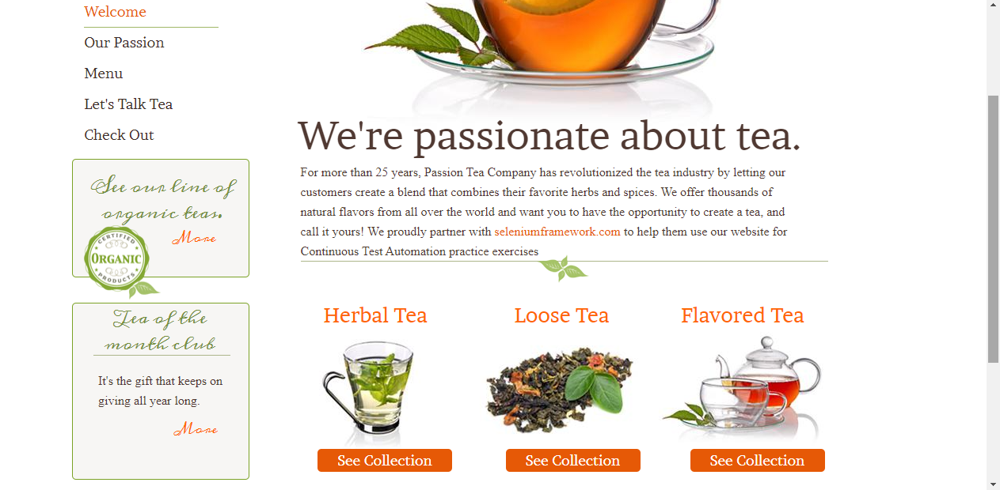 Welcome
Our Passion
Menu
Let's Talk Tea
Check Out
See our line of
organic teas.
More
CERTIFIED
ORGANIC
PRODUCTS
Tea of the
month club
It's the gift that keeps on
giving all year long.
More
We're passionate about tea.
For more than 25 years, Passion Tea Company has revolutionized the tea industry by letting our
customers create a blend that combines their favorite herbs and spices. We offer thousands of
natural flavors from all over the world and want you to have the opportunity to create a tea, and
call it yours! We proudly partner with seleniumframework.com to help them use our website for
Continuous Test Automation practice exercises
Herbal Tea
Loose Tea
Flavored Tea
See Collection
See Collection
See Collection